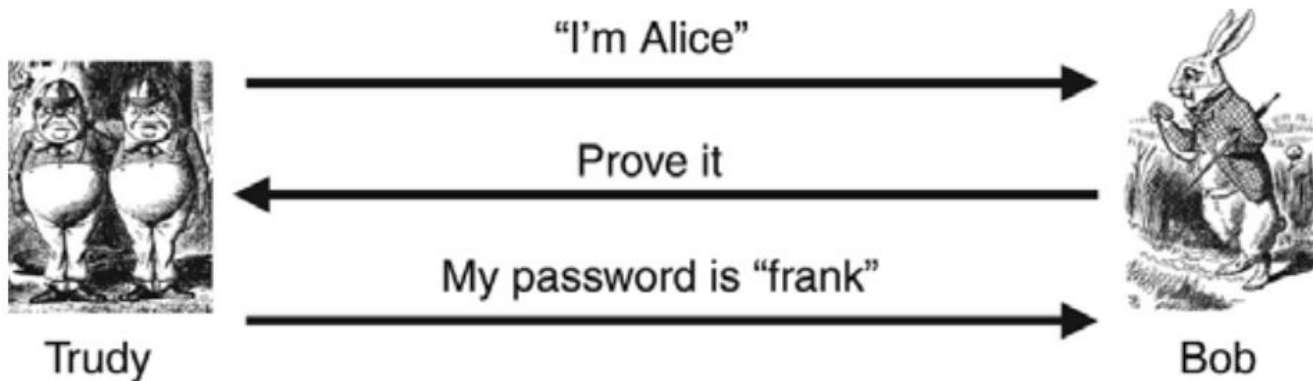 “I’m Alice”
Prove it
My password is “frank”
Trudy
Bob